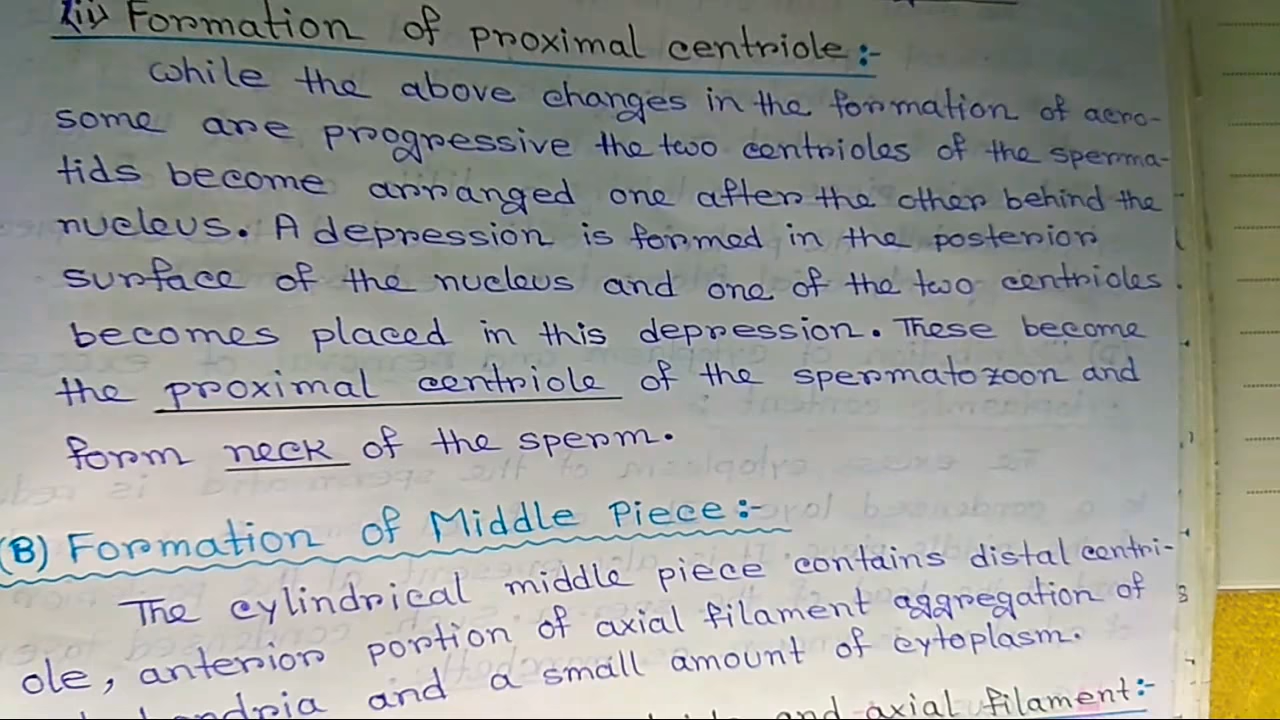 (ii) Formation of proximal centriole:-
While the above changes in the formation of acro-
some are progressive the two centrioles of the sperma-
tids become arranged one after the other behind the
nucleus. A depression is formed in the posterior
surface of the nucleus and one of the two centrioles
becomes placed in this depression. These become
the proximal centriole of the spermatozoon and
form neck of the sperm.
(B) Formation of Middle Piece:-
The cylindrical middle piece contains distal centri-
ole, anterior portion of axial filament aggregation of
and a small amount of cytoplasm.
and axial filament:-